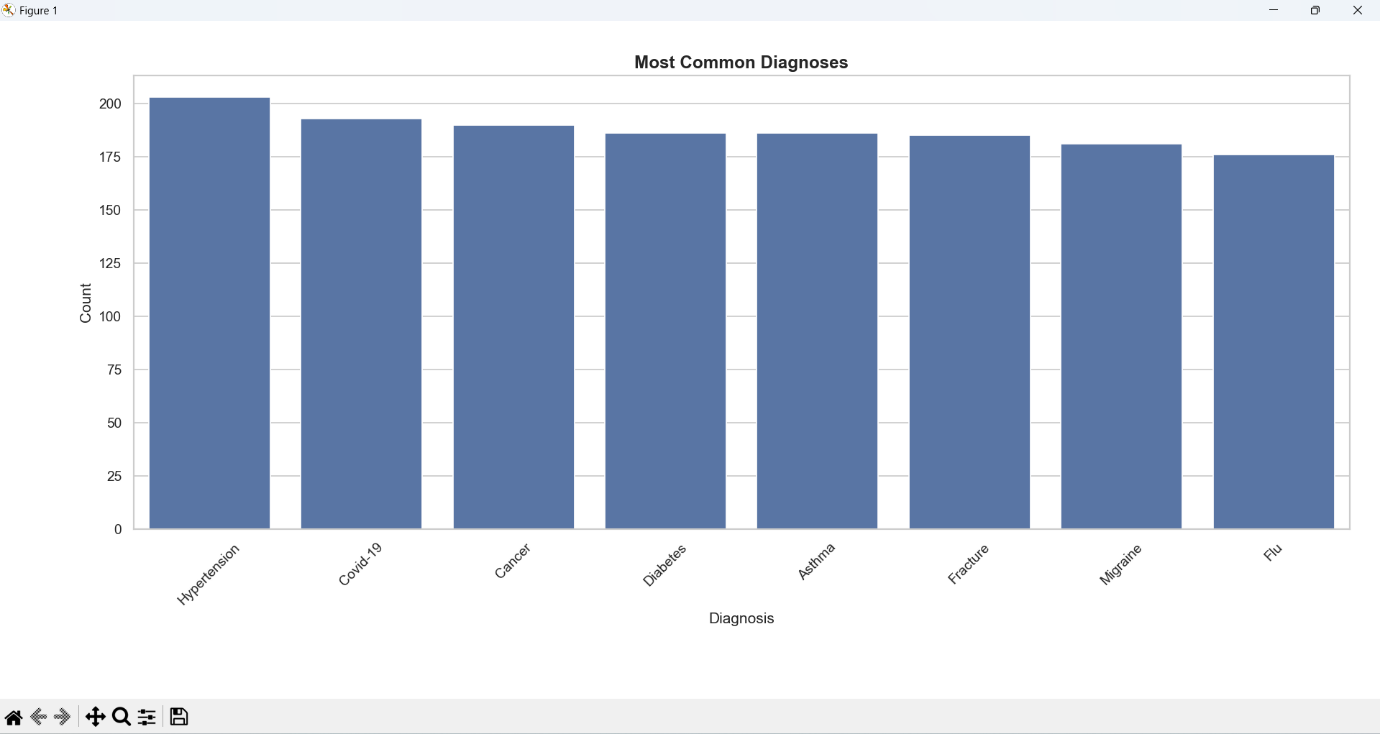 Figure 1
Most Common Diagnoses
200
175
150
125
100
75
50
25
0
Count
Hypertension
Covid-19
Cancer
Diabetes
Asthma
Fracture
Migraine
Flu
Diagnosis